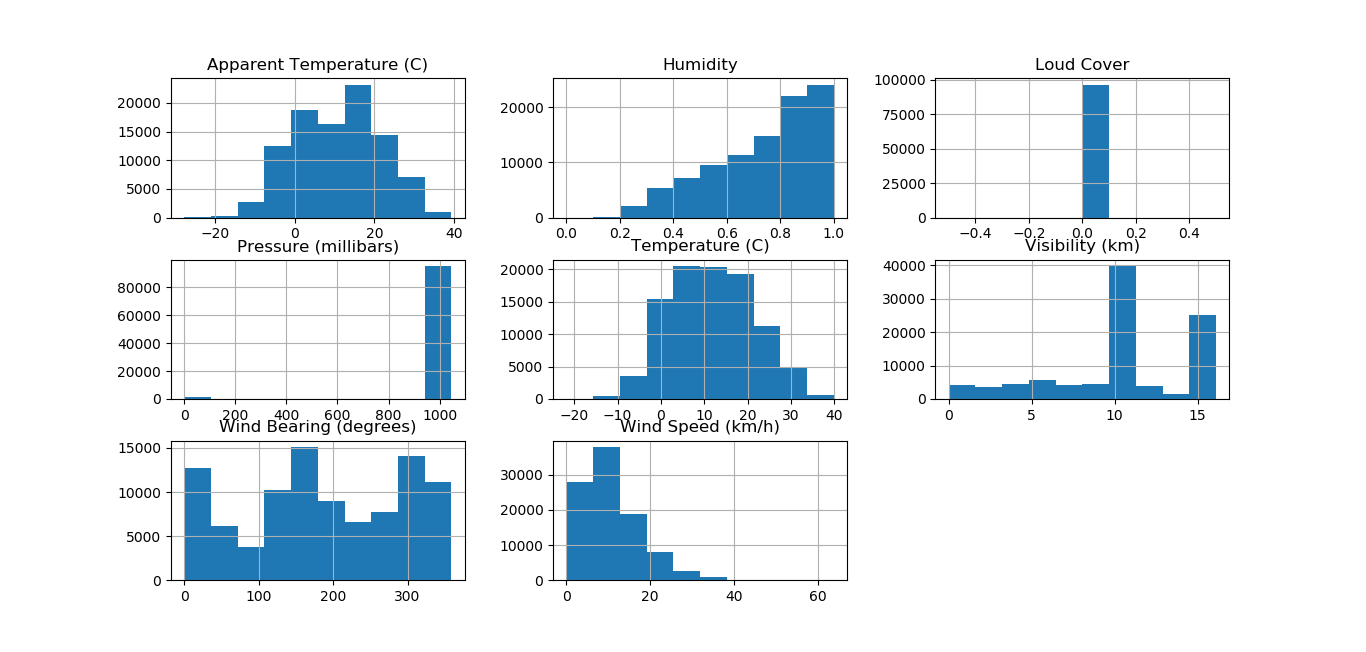 Apparent Temperature (C)
20000
15000
10000
5000
0
−20 0 20 40
Humidity
20000
10000
0
0.0 0.2 0.4 0.6 0.8 1.0
Loud Cover
100000
75000
50000
25000
0
−0.4 −0.2 0.0 0.2 0.4
Pressure (millibars)
80000
60000
40000
20000
0
0 200 400 600 800 1000
Temperature (C)
20000
15000
10000
5000
0
−20 −10 0 10 20 30 40
Visibility (km)
40000
30000
20000
10000
0
0 5 10 15
Wind Bearing (degrees)
15000
10000
5000
0
0 100 200 300
Wind Speed (km/h)
30000
20000
10000
0
0 20 40 60